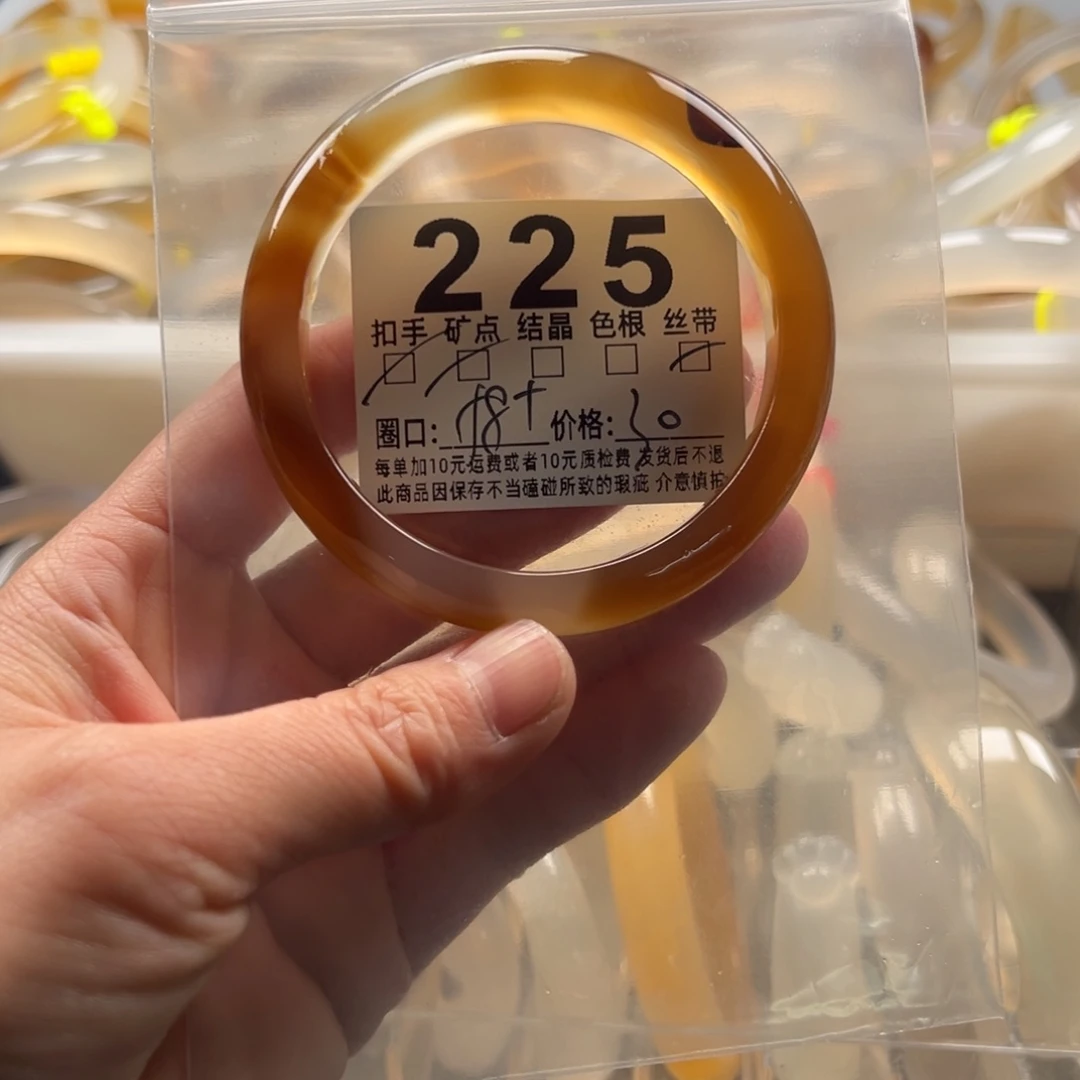 225
扣手 矿点 结晶 色根 丝带
圈口: 58+ 价格: 30
每单加10元运费或者10元质检费 发货后不退
此商品因保存不当磕碰所致的瑕疵 介意慎拍